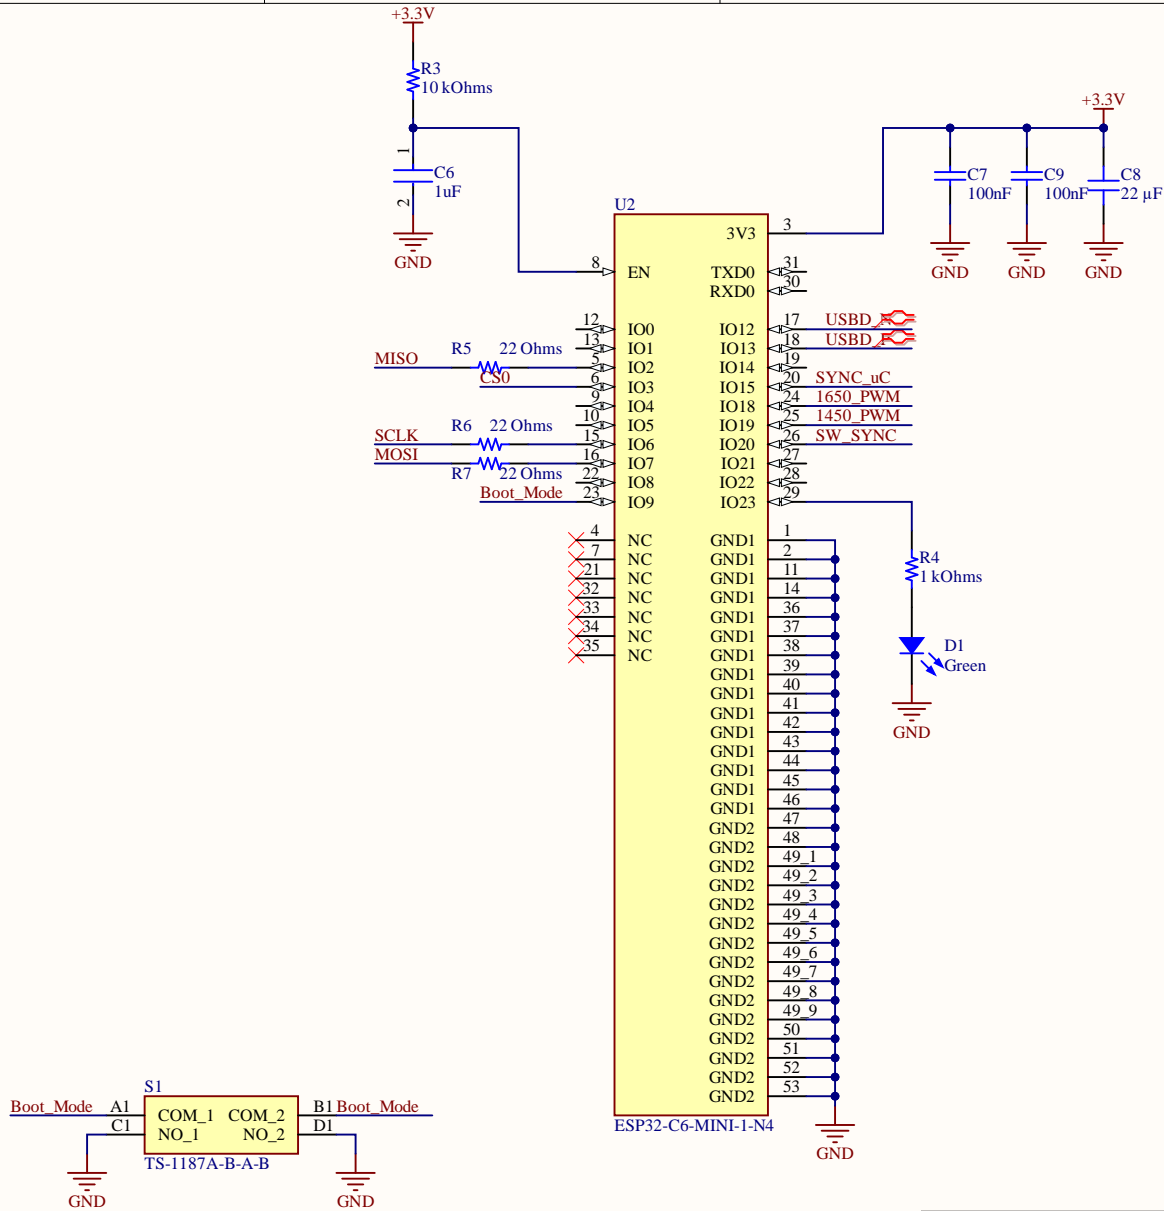 +3.3V
R3
10 kOhms
1
C6
1uF
2
GND
+3.3V
C7
100nF
C9
100nF
C8
22 µF
GND
GND
GND
U2
3V3 3
8 EN
TXD0 31
RXD0 30
12 IO0
13 IO1
MISO R5 22 Ohms 5 IO2
CS0 6 IO3
9 IO4
10 IO5
SCLK R6 22 Ohms 15 IO6
MOSI R7 22 Ohms 16 IO7
22 IO8
Boot_Mode 23 IO9
IO12 17
IO13 18
IO14 19
IO15 20 SYNC_uC
IO18 24 1650_PWM
IO19 25 1450_PWM
IO20 26 SW_SYNC
IO21 27
IO22 28
IO23 29
4 NC
7 NC
21 NC
32 NC
33 NC
34 NC
35 NC
GND1 1
GND1 2
GND1 11
GND1 14
GND1 36
GND1 37
GND1 38
GND1 39
GND1 40
GND1 41
GND1 42
GND1 43
GND1 44
GND1 45
GND1 46
GND2 47
GND2 48
GND2 49_1
GND2 49_2
GND2 49_3
GND2 49_4
GND2 49_5
GND2 49_6
GND2 49_7
GND2 49_8
GND2 49_9
GND2 50
GND2 51
GND2 52
GND2 53
R4
1 kOhms
D1
Green
GND
ESP32-C6-MINI-1-N4
GND
S1
Boot_Mode A1 COM_1 COM_2 B1 Boot_Mode
C1 NO_1 NO_2 D1
TS-1187A-B-A-B
GND
GND